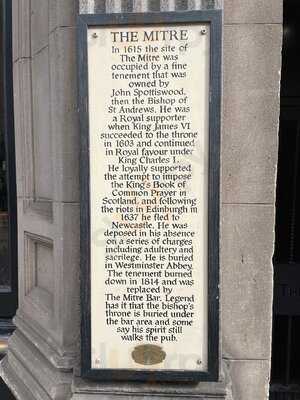 THE MITRE
In 1615 the site of
The Mitre was
occupied by a fine
tenement that was
owned by
John Spottiswood,
then the Bishop of
St Andrews. He was
a Royal supporter
when King James VI
succeeded to the throne
in 1603 and continued
in Royal favour under
King Charles I.
He loyally supported
the attempt to impose
the King's Book of
Common Prayer in
Scotland, and following
the riots in Edinburgh in
1637 he fled to
Newcastle. He was
deposed in his absence
on a series of charges
including adultery and
sacrilege. He is buried
in Westminster Abbey.
The tenement burned
down in 1814 and was
replaced by
The Mitre Bar. Legend
has it that the bishop's
throne is buried under
the bar area and some
say his spirit still
walks the pub.